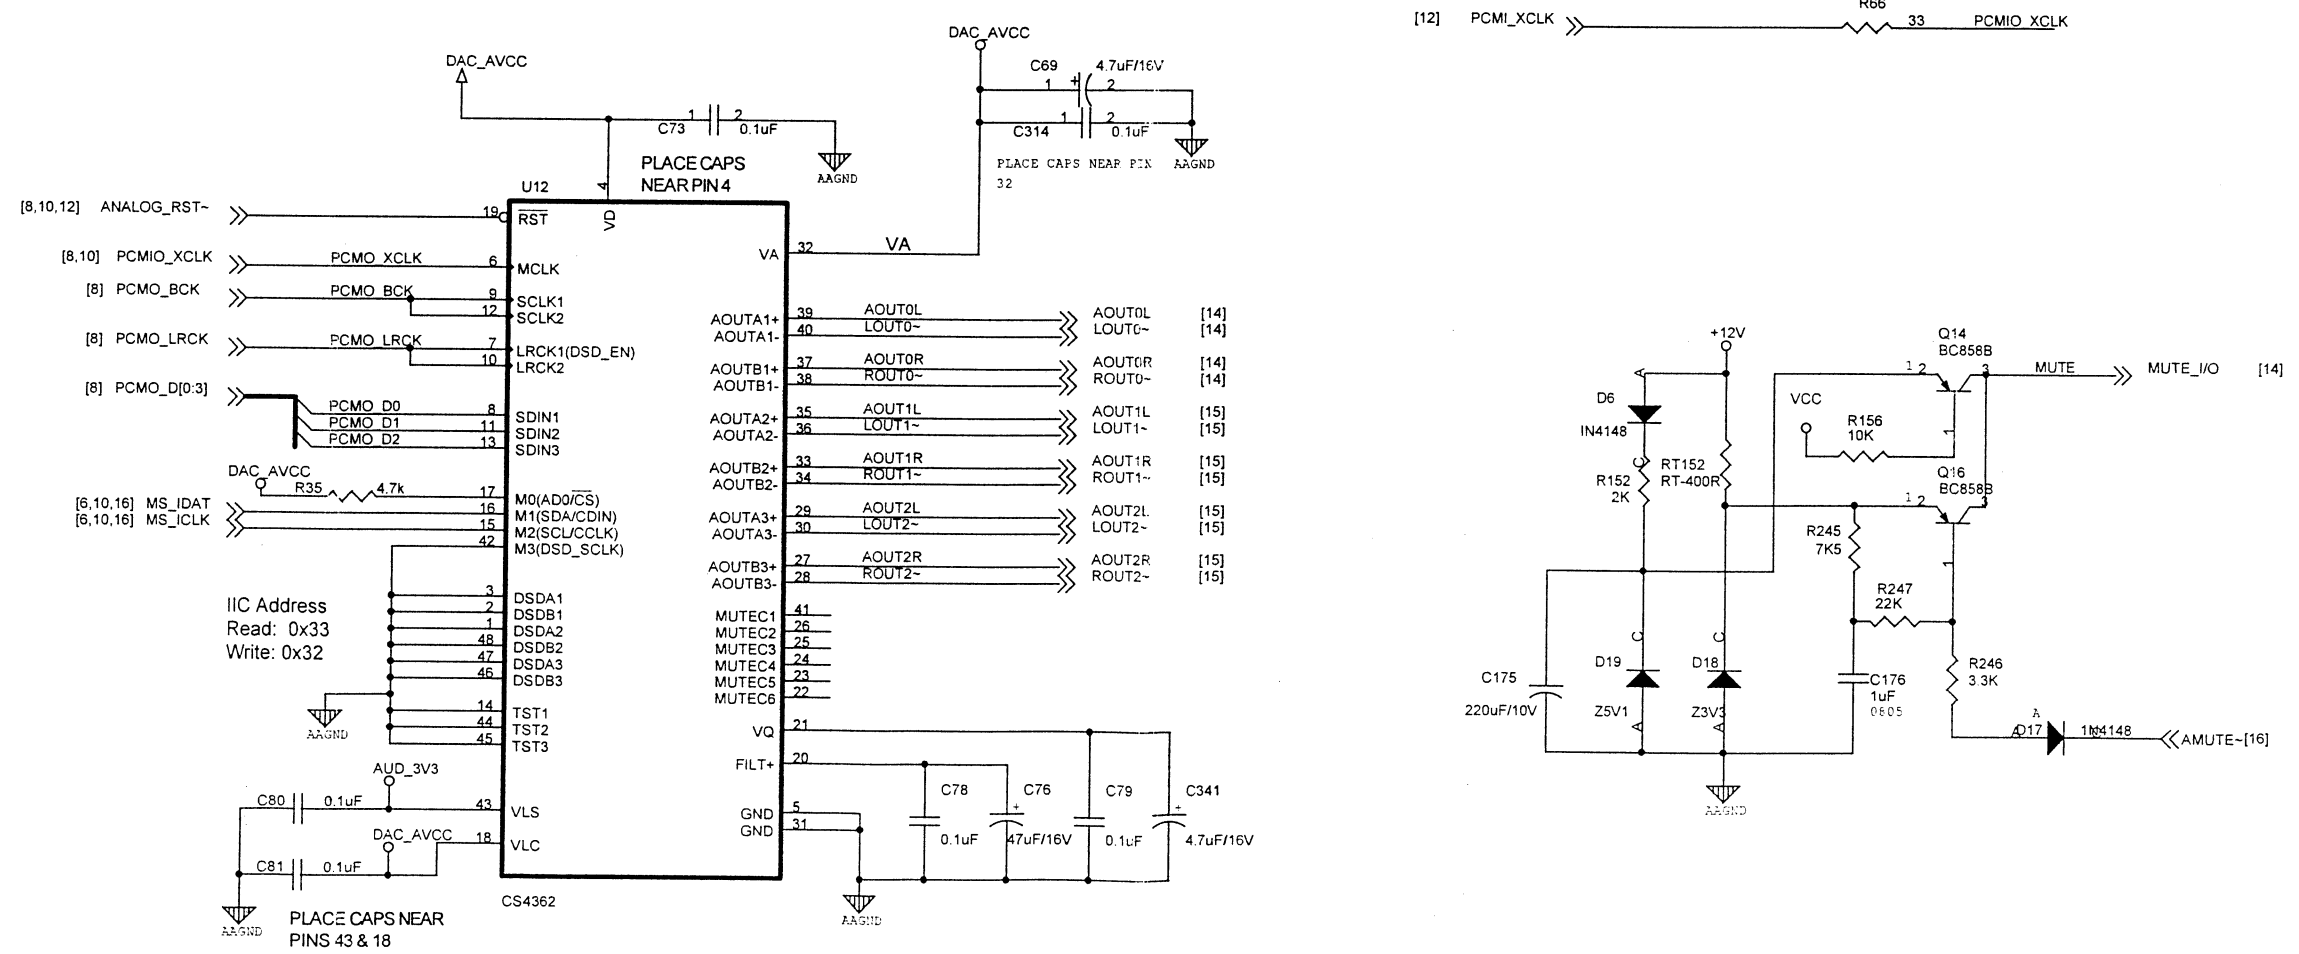 [12] PCMI_XCLK
R66
33 PCMIO_XCLK
DAC_AVCC
C73
1
2
0.1uF
AAGND
PLACE CAPS
NEAR PIN 4
DAC_AVCC
C69
4.7uF/16V
1
+
2
C314
1
2
0.1uF
PLACE CAPS NEAR PIN
32
AAGND
U12
4
VD
[8,10,12] ANALOG_RST~
19
RST
[8,10] PCMIO_XCLK
PCMO_XCLK
6
MCLK
[8] PCMO_BCK
PCMO_BCK
9
SCLK1
12
SCLK2
[8] PCMO_LRCK
PCMO_LRCK
7
LRCK1(DSD_EN)
10
LRCK2
[8] PCMO_D[0:3]
PCMO_D0
8
SDIN1
PCMO_D1
11
SDIN2
PCMO_D2
13
SDIN3
DAC_AVCC
R35
4.7k
17
M0(AD0/CS)
[6,10,16] MS_IDAT
16
M1(SDA/CDIN)
[6,10,16] MS_ICLK
15
M2(SCL/CCLK)
42
M3(DSD_SCLK)
IIC Address
Read: 0x33
Write: 0x32
3
DSDA1
2
DSDB1
1
DSDA2
48
DSDB2
47
DSDA3
46
DSDB3
14
TST1
44
TST2
45
TST3
AAGND
AUD_3V3
C80
0.1uF
43
VLS
DAC_AVCC
18
VLC
C81
0.1uF
AAGND
PLACE CAPS NEAR
PINS 43 & 18
CS4362
VA
32
VA
AOUTA1+ 39 AOUT0L AOUT0L [14]
AOUTA1- 40 LOUT0~ LOUT0~ [14]
AOUTB1+ 37 AOUT0R AOUT0R [14]
AOUTB1- 38 ROUT0~ ROUT0~ [14]
AOUTA2+ 35 AOUT1L AOUT1L [15]
AOUTA2- 36 LOUT1~ LOUT1~ [15]
AOUTB2+ 33 AOUT1R AOUT1R [15]
AOUTB2- 34 ROUT1~ ROUT1~ [15]
AOUTA3+ 29 AOUT2L AOUT2L [15]
AOUTA3- 30 LOUT2~ LOUT2~ [15]
AOUTB3+ 27 AOUT2R AOUT2R [15]
AOUTB3- 28 ROUT2~ ROUT2~ [15]
MUTEC1 41
MUTEC2 26
MUTEC3 25
MUTEC4 24
MUTEC5 23
MUTEC6 22
VQ 21
FILT+ 20
GND 5
GND 31
C78
0.1uF
C76
+
47uF/16V
C79
0.1uF
C341
+
4.7uF/16V
AAGND
+12V
A
D6
IN4148
C
R152
2K
RT152
RT-400R
VCC
R156
10K
Q14
BC858B
1 2
3
1
MUTE
MUTE_I/O [14]
Q16
BC858B
1 2
3
1
R245
7K5
R247
22K
C175
220uF/10V
C
D19
Z5V1
A
C
D18
Z3V3
A
C176
1uF
0805
R246
3.3K
A
D17
1N4148
AMUTE~[16]
AAGND